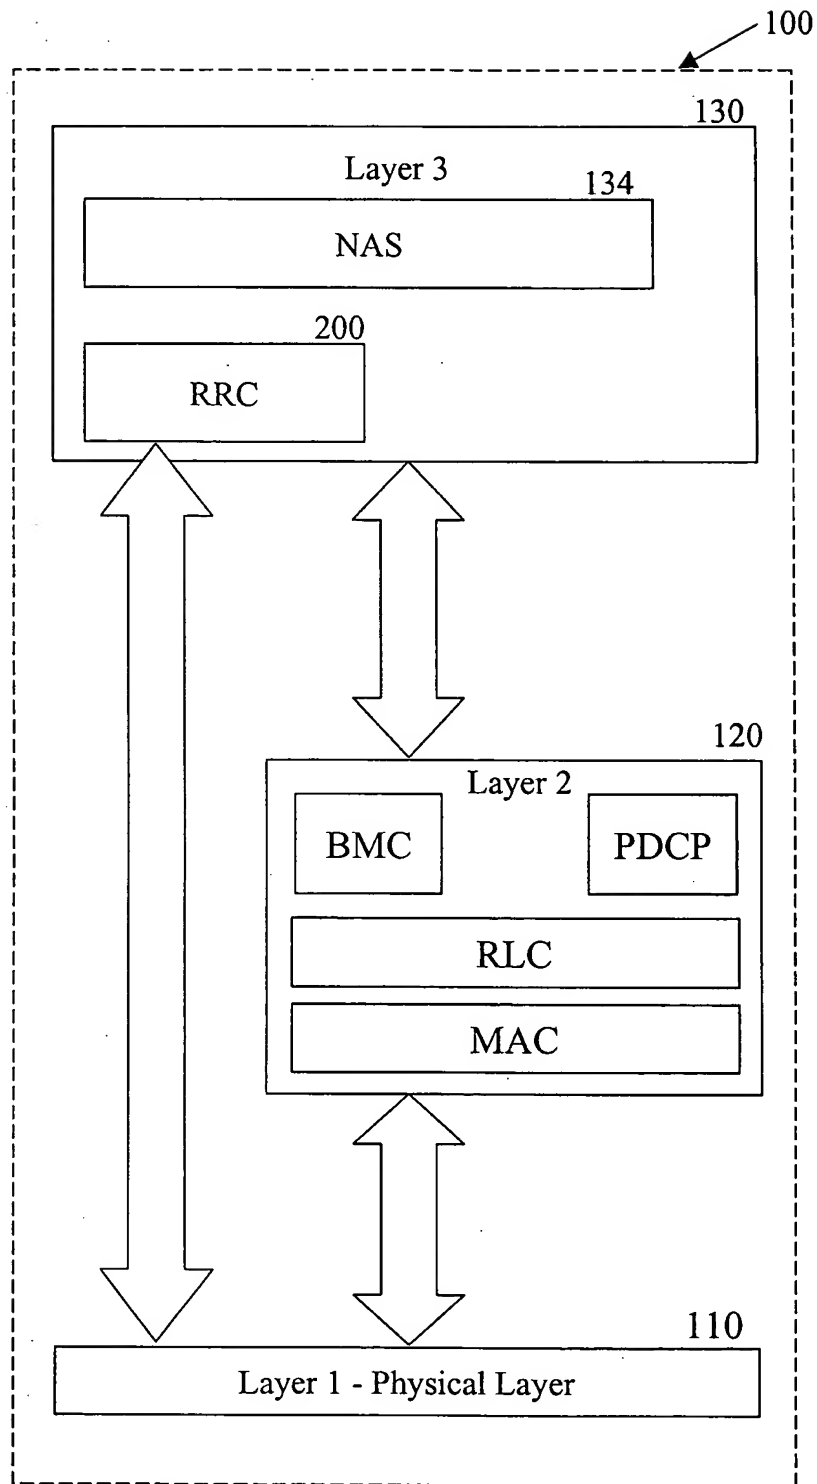 100
130
Layer 3
134
NAS
200
RRC
120
Layer 2
BMC PDCP
RLC
MAC
110
Layer 1 - Physical Layer